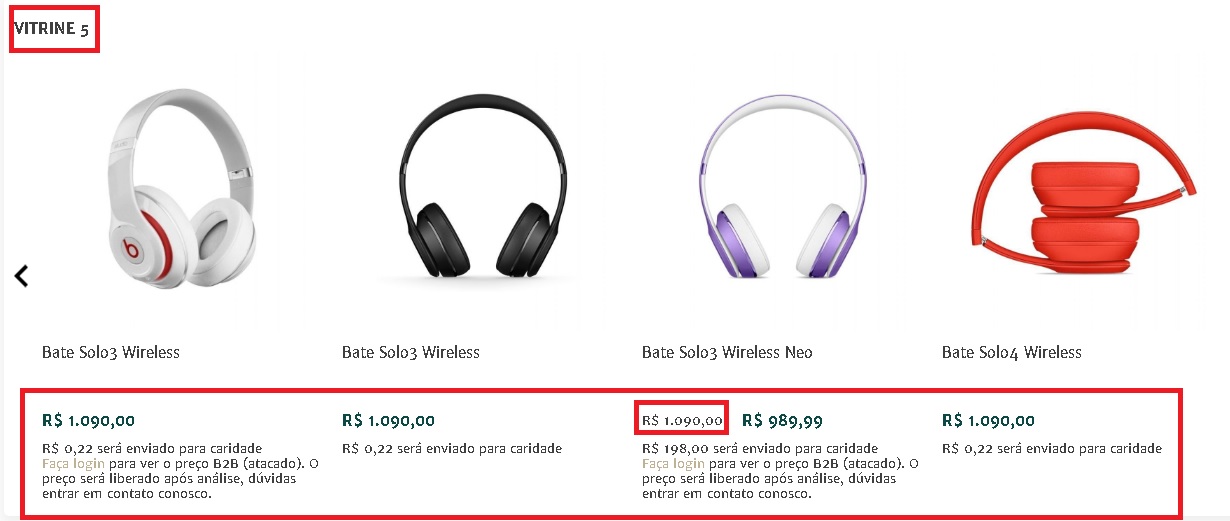 VITRINE 5
b
Bate Solo3 Wireless
Bate Solo3 Wireless
Bate Solo3 Wireless Neo
Bate Solo4 Wireless
R$ 1.090,00
R$ 0,22 será enviado para caridade
Faça login para ver o preço B2B (atacado). O
preço será liberado após análise, dúvidas
entrar em contato conosco.
R$ 1.090,00
R$ 0,22 será enviado para caridade
R$ 1.090,00 R$ 989,99
R$ 198,00 será enviado para caridade
Faça login para ver o preço B2B (atacado). O
preço será liberado após análise, dúvidas
entrar em contato conosco.
R$ 1.090,00
R$ 0,22 será enviado para caridade